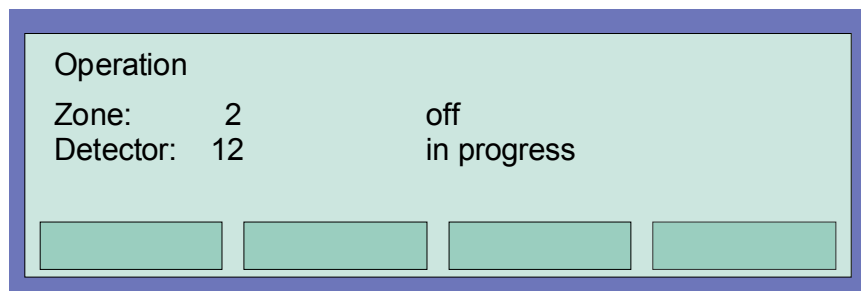 Operation
Zone: 2 off
Detector: 12 in progress